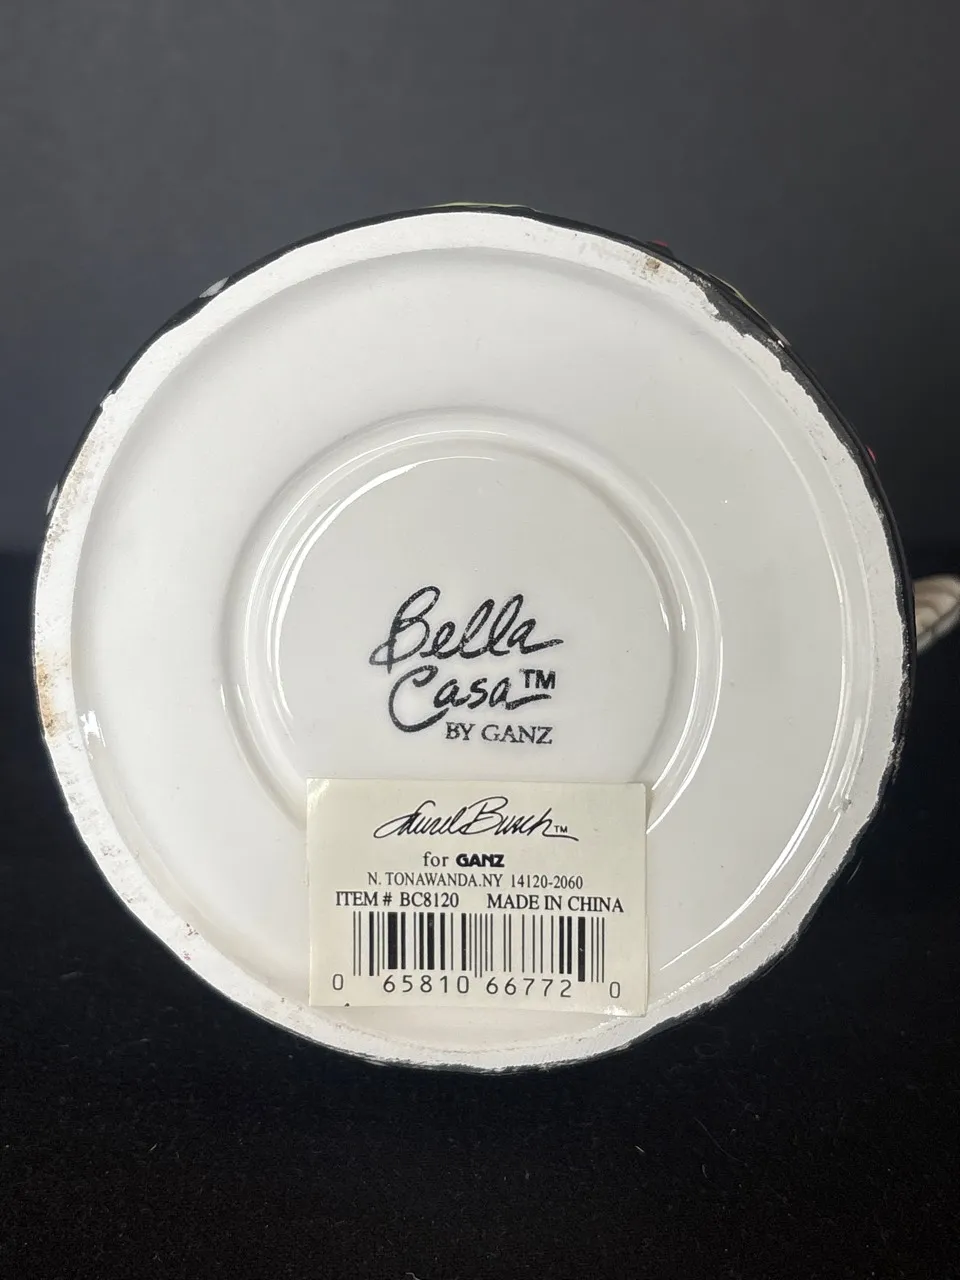 Bella
Casa™
BY GANZ
Laurel Burch™
for GANZ
N. TONAWANDA.NY 14120-2060
ITEM # BC8120 MADE IN CHINA
0 65810 66772 0